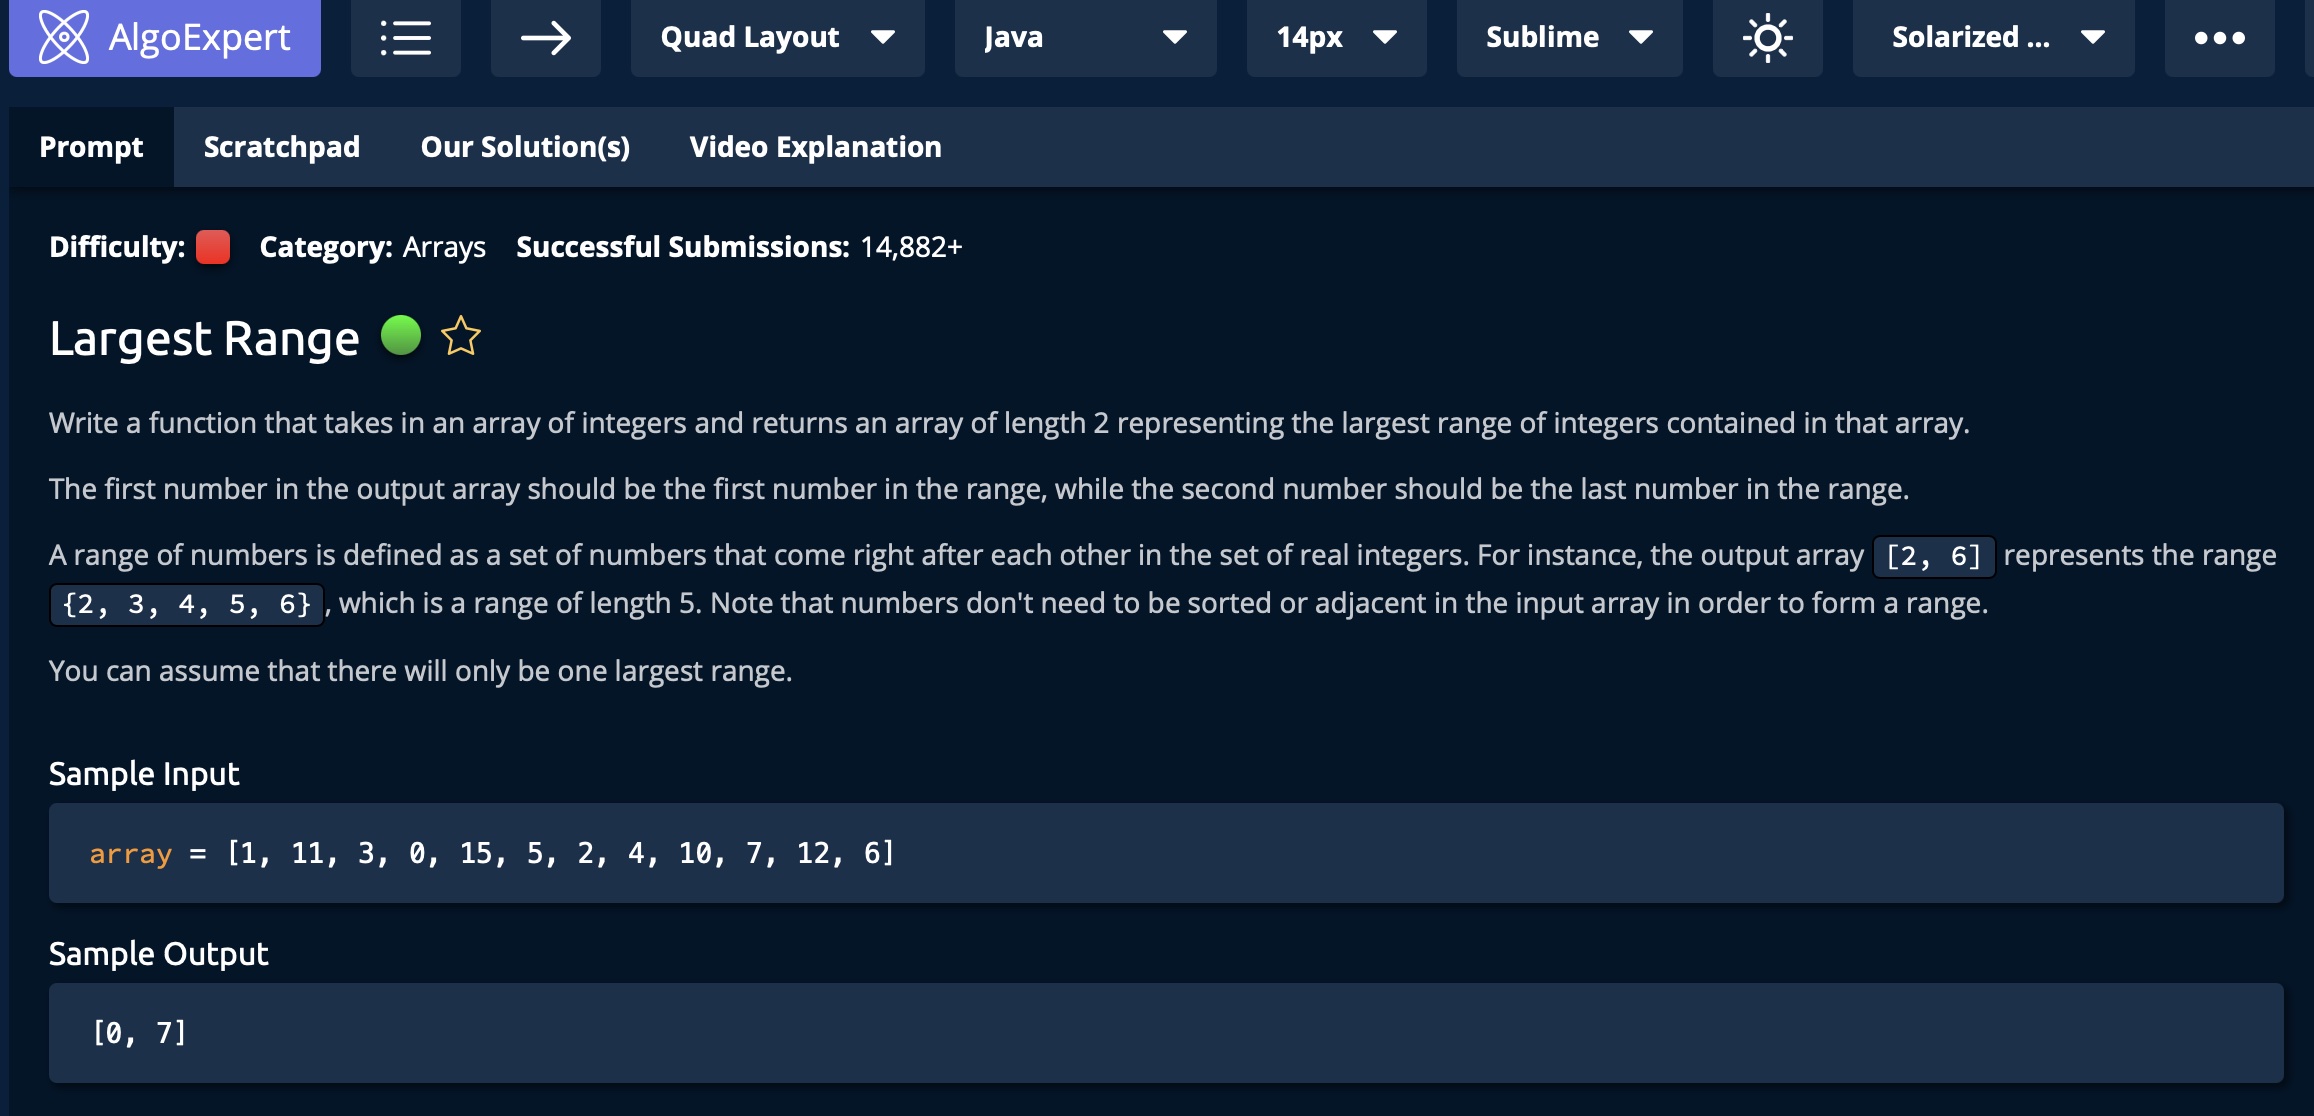 AlgoExpert Quad Layout Java 14px Sublime Solarized ...
Prompt Scratchpad Our Solution(s) Video Explanation
Difficulty: Category: Arrays Successful Submissions: 14,882+
Largest Range
Write a function that takes in an array of integers and returns an array of length 2 representing the largest range of integers contained in that array.
The first number in the output array should be the first number in the range, while the second number should be the last number in the range.
A range of numbers is defined as a set of numbers that come right after each other in the set of real integers. For instance, the output array [2, 6] represents the range
{2, 3, 4, 5, 6}, which is a range of length 5. Note that numbers don't need to be sorted or adjacent in the input array in order to form a range.
You can assume that there will only be one largest range.
Sample Input
array = [1, 11, 3, 0, 15, 5, 2, 4, 10, 7, 12, 6]
Sample Output
[0, 7]